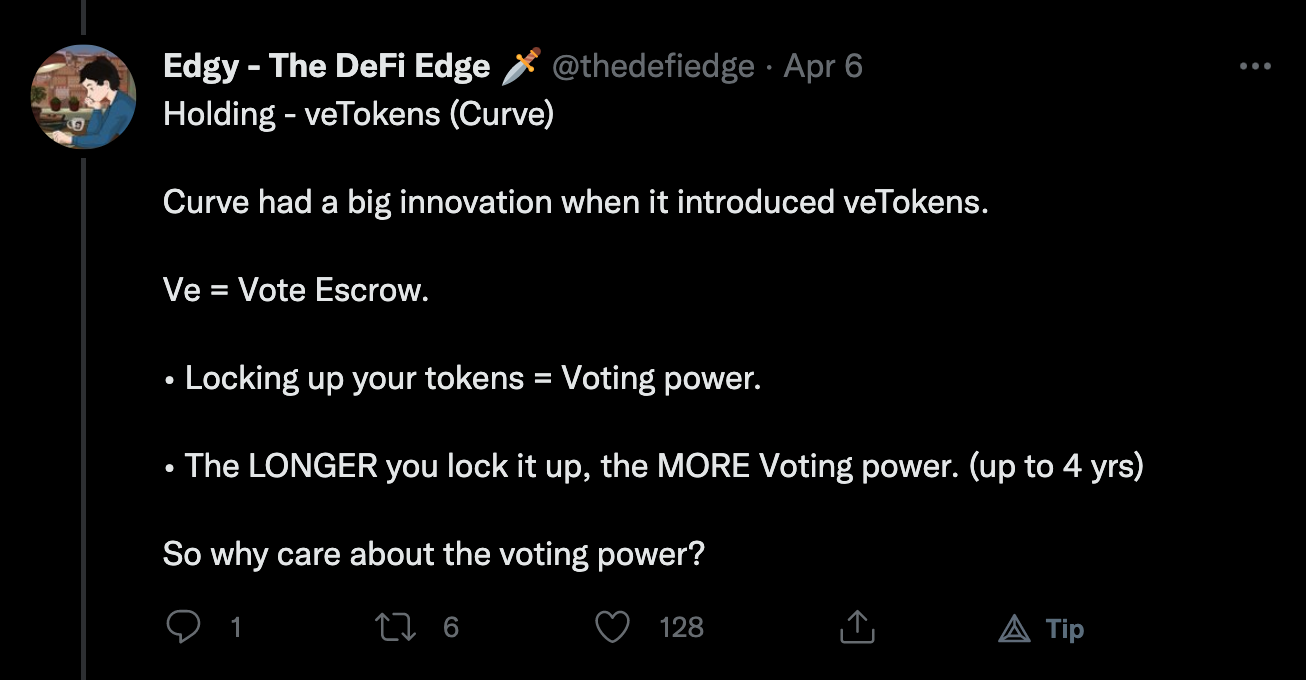 Edgy - The DeFi Edge 🗡️ @thedefiedge · Apr 6
Holding - veTokens (Curve)
Curve had a big innovation when it introduced veTokens.
Ve = Vote Escrow.
• Locking up your tokens = Voting power.
• The LONGER you lock it up, the MORE Voting power. (up to 4 yrs)
So why care about the voting power?
1 6 128 Tip